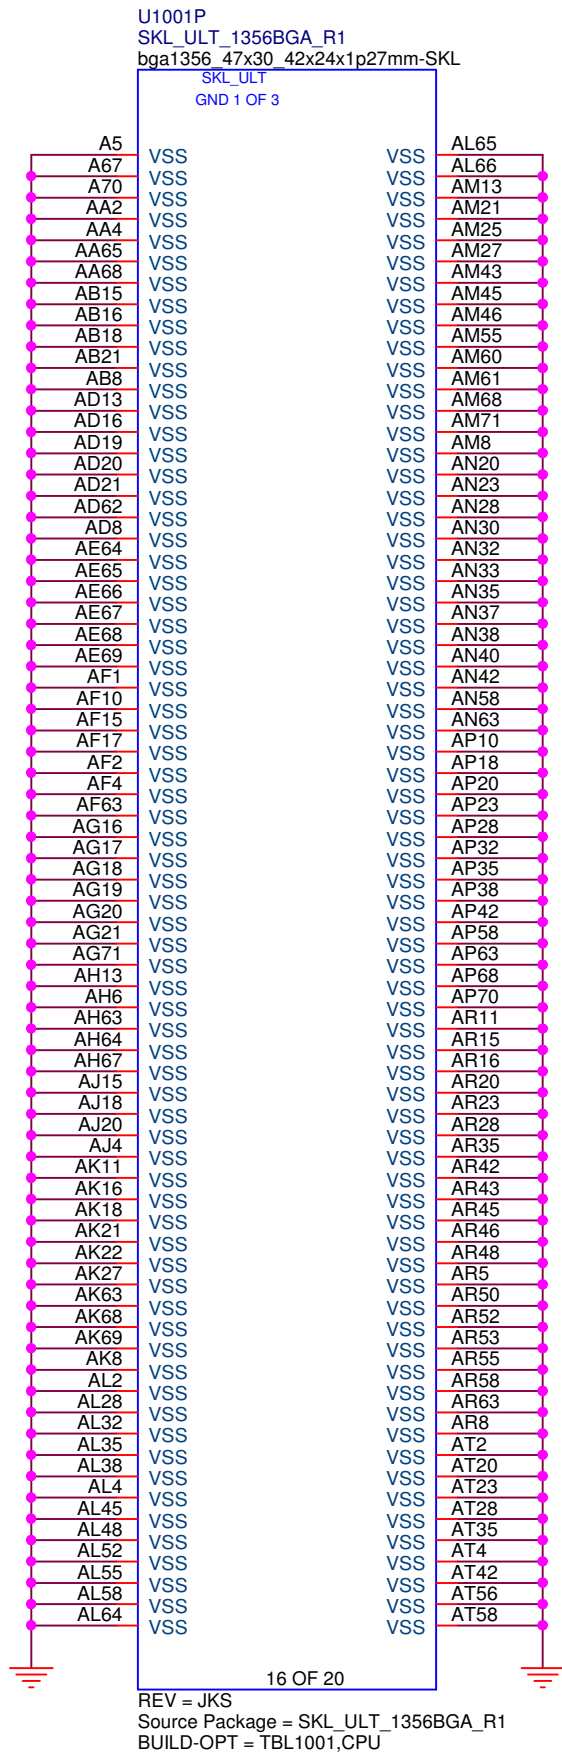 U1001P
SKL_ULT_1356BGA_R1
bga1356_47x30_42x24x1p27mm-SKL
SKL_ULT
GND 1 OF 3
A5 VSS VSS AL65
A67 VSS VSS AL66
A70 VSS VSS AM13
AA2 VSS VSS AM21
AA4 VSS VSS AM25
AA65 VSS VSS AM27
AA68 VSS VSS AM43
AB15 VSS VSS AM45
AB16 VSS VSS AM46
AB18 VSS VSS AM55
AB21 VSS VSS AM60
AB8 VSS VSS AM61
AD13 VSS VSS AM68
AD16 VSS VSS AM71
AD19 VSS VSS AM8
AD20 VSS VSS AN20
AD21 VSS VSS AN23
AD62 VSS VSS AN28
AD8 VSS VSS AN30
AE64 VSS VSS AN32
AE65 VSS VSS AN33
AE66 VSS VSS AN35
AE67 VSS VSS AN37
AE68 VSS VSS AN38
AE69 VSS VSS AN40
AF1 VSS VSS AN42
AF10 VSS VSS AN58
AF15 VSS VSS AN63
AF17 VSS VSS AP10
AF2 VSS VSS AP18
AF4 VSS VSS AP20
AF63 VSS VSS AP23
AG16 VSS VSS AP28
AG17 VSS VSS AP32
AG18 VSS VSS AP35
AG19 VSS VSS AP38
AG20 VSS VSS AP42
AG21 VSS VSS AP58
AG71 VSS VSS AP63
AH13 VSS VSS AP68
AH6 VSS VSS AP70
AH63 VSS VSS AR11
AH64 VSS VSS AR15
AH67 VSS VSS AR16
AJ15 VSS VSS AR20
AJ18 VSS VSS AR23
AJ20 VSS VSS AR28
AJ4 VSS VSS AR35
AK11 VSS VSS AR42
AK16 VSS VSS AR43
AK18 VSS VSS AR45
AK21 VSS VSS AR46
AK22 VSS VSS AR48
AK27 VSS VSS AR5
AK63 VSS VSS AR50
AK68 VSS VSS AR52
AK69 VSS VSS AR53
AK8 VSS VSS AR55
AL2 VSS VSS AR58
AL28 VSS VSS AR63
AL32 VSS VSS AR8
AL35 VSS VSS AT2
AL38 VSS VSS AT20
AL4 VSS VSS AT23
AL45 VSS VSS AT28
AL48 VSS VSS AT35
AL52 VSS VSS AT4
AL55 VSS VSS AT42
AL58 VSS VSS AT56
AL64 VSS VSS AT58
16 OF 20
REV = JKS
Source Package = SKL_ULT_1356BGA_R1
BUILD-OPT = TBL1001,CPU